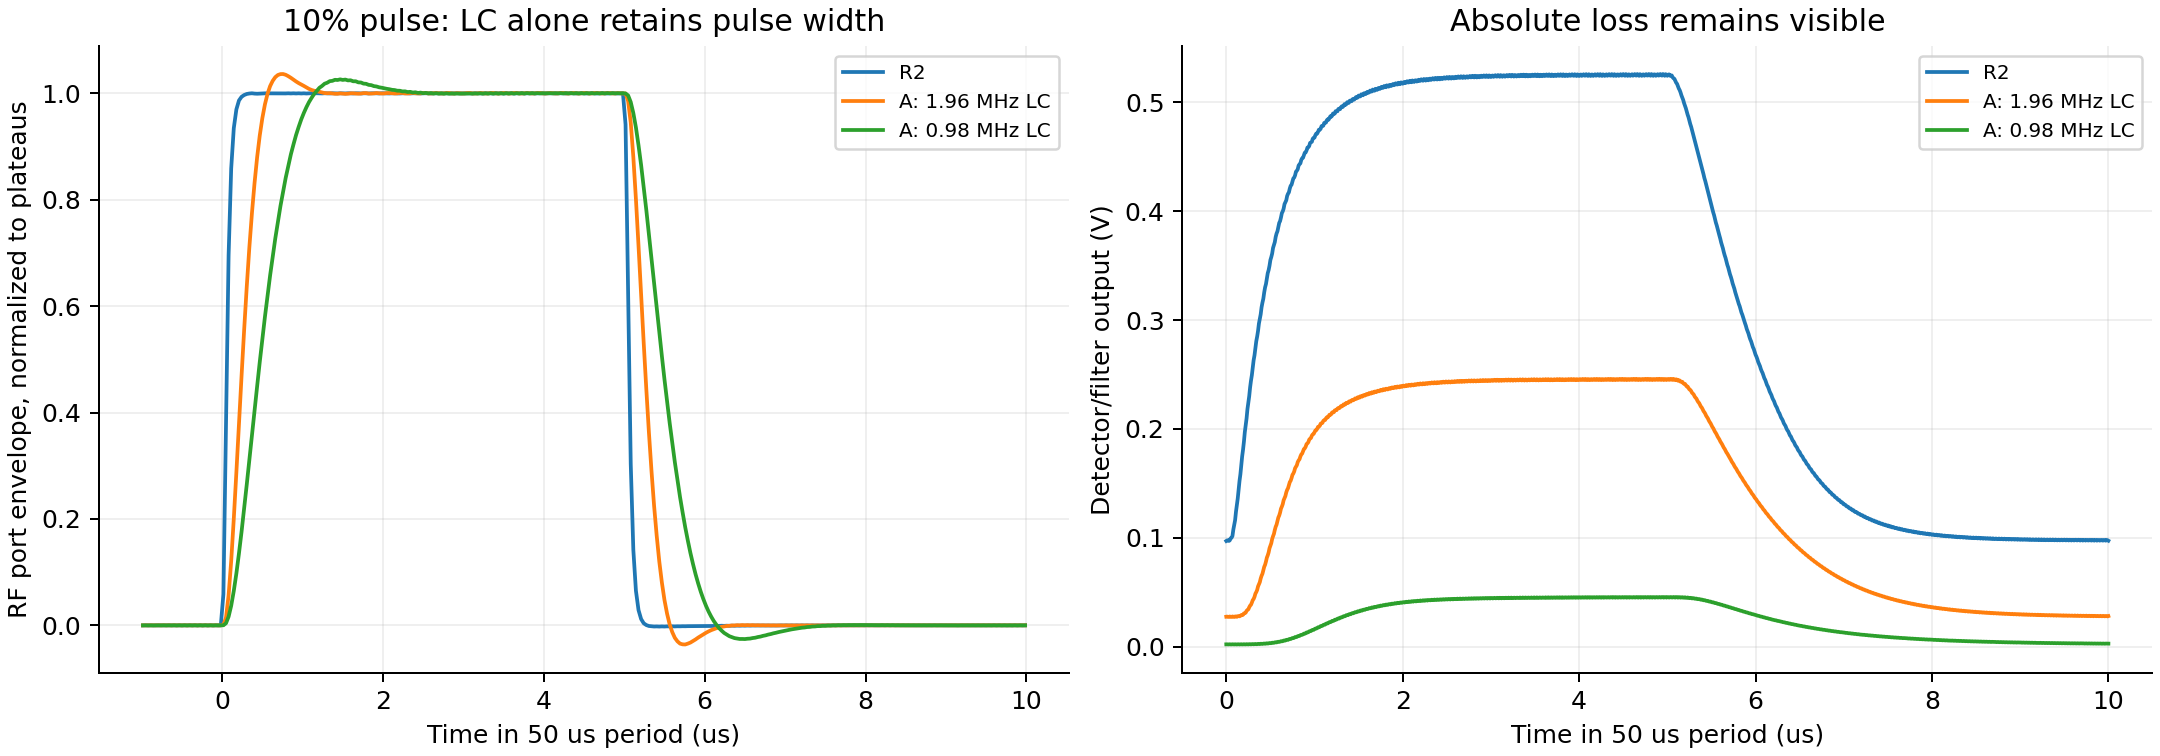 10% pulse: LC alone retains pulse width
RF port envelope, normalized to plateaus
1.0
0.8
0.6
0.4
0.2
0.0
0
2
4
6
8
10
Time in 50 us period (us)
R2
A: 1.96 MHz LC
A: 0.98 MHz LC
Absolute loss remains visible
Detector/filter output (V)
0.5
0.4
0.3
0.2
0.1
0.0
0
2
4
6
8
10
Time in 50 us period (us)
R2
A: 1.96 MHz LC
A: 0.98 MHz LC